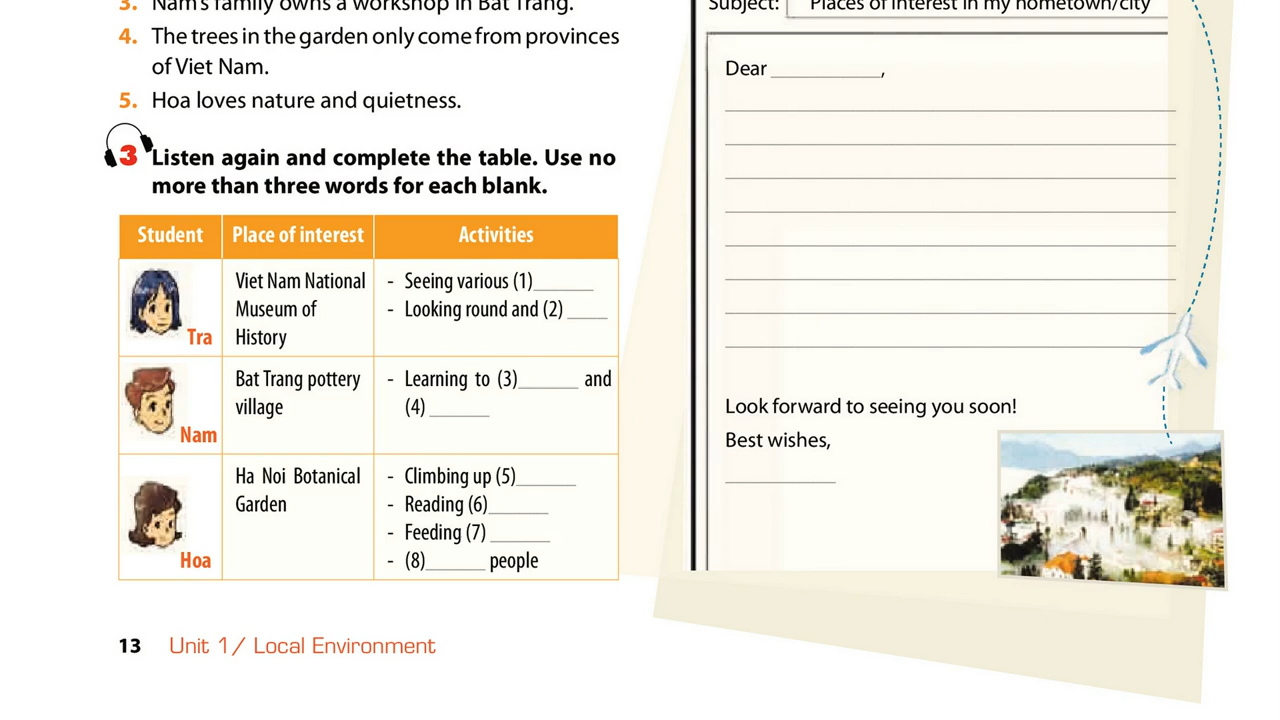 3. Nam's family owns a workshop in Bat Trang.
4. The trees in the garden only come from provinces
of Viet Nam.
5. Hoa loves nature and quietness.
3 Listen again and complete the table. Use no
more than three words for each blank.
Student Place of interest Activities
Tra
Viet Nam National
Museum of
History
- Seeing various (1)______
- Looking round and (2) ____
Nam
Bat Trang pottery
village
- Learning to (3)______ and
(4) ______
Hoa
Ha Noi Botanical
Garden
- Climbing up (5)______
- Reading (6)______
- Feeding (7) ______
- (8)______ people
13 Unit 1/ Local Environment
Subject: Places of interest in my hometown/city
Dear __________,
Look forward to seeing you soon!
Best wishes,
__________